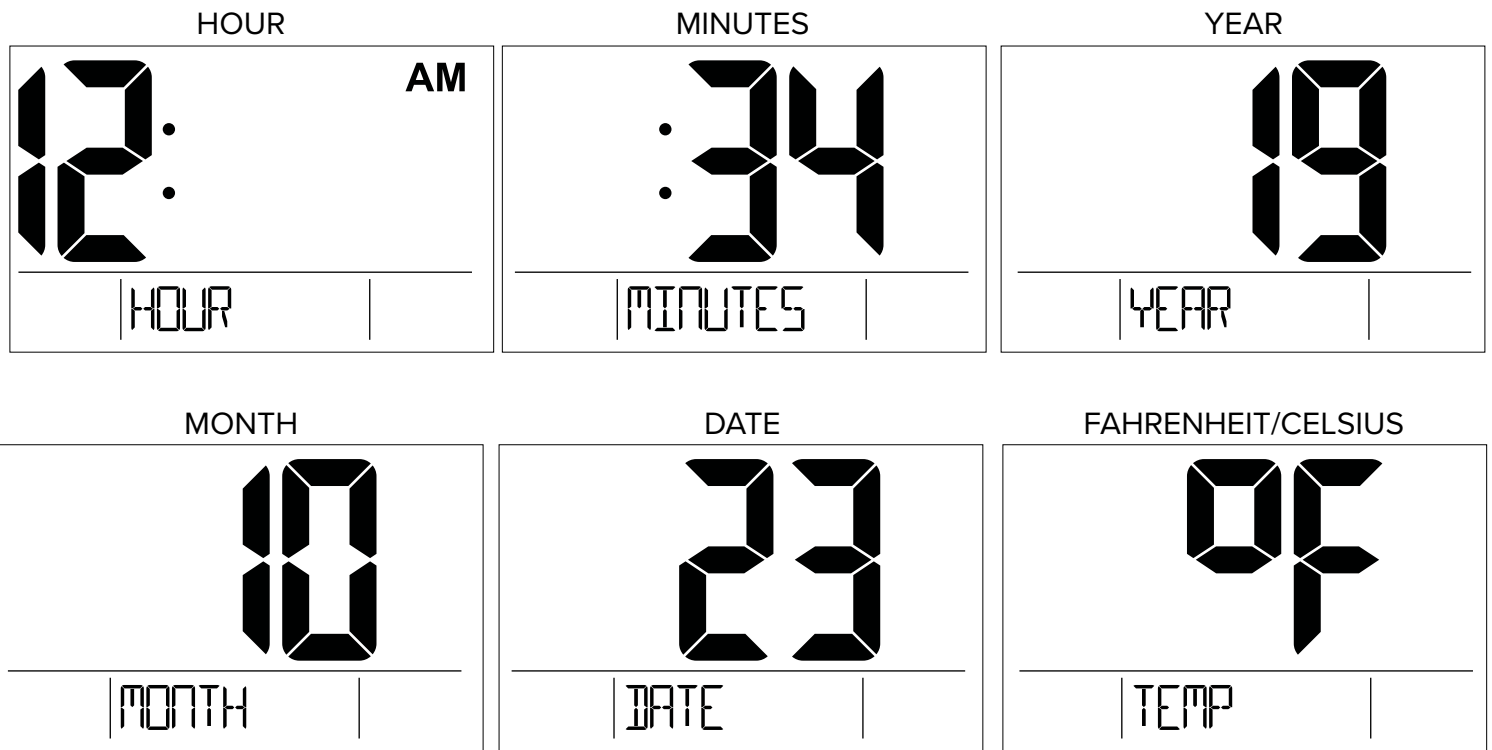 HOUR
MINUTES
YEAR
12: AM
:34
19
HOUR
MINUTES
YEAR
MONTH
DATE
FAHRENHEIT/CELSIUS
10
23
°F
MONTH
DATE
TEMP